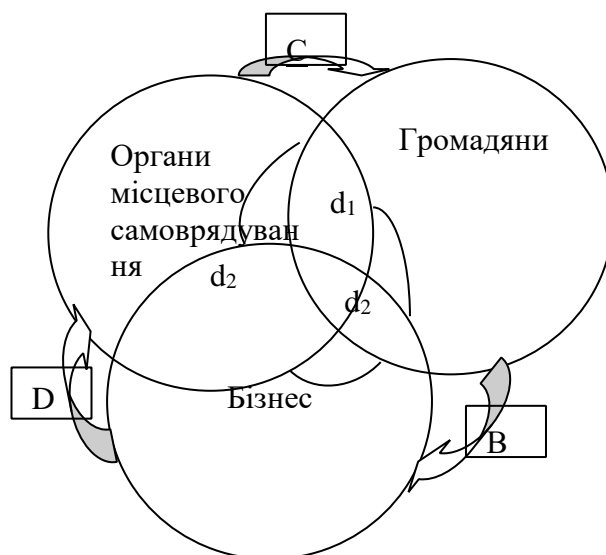 С
Громадяни
Органи
місцевого
самоврядуван
ня
d₁
d₂
d₂
D
Бізнес
В